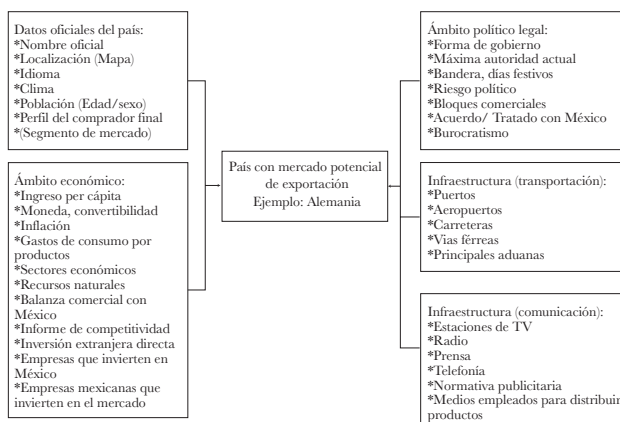 Datos oficiales del país:
*Nombre oficial
*Localización (Mapa)
*Idioma
*Clima
*Población (Edad/sexo)
*Perfil del comprador final
*(Segmento de mercado)
Ámbito económico:
*Ingreso per cápita
*Moneda, convertibilidad
*Inflación
*Gastos de consumo por
productos
*Sectores económicos
*Recursos naturales
*Balanza comercial con
México
*Informe de competitividad
*Inversión extranjera directa
*Empresas que invierten en
México
*Empresas mexicanas que
invierten en el mercado
País con mercado potencial
de exportación
Ejemplo: Alemania
Ámbito político legal:
*Forma de gobierno
*Máxima autoridad actual
*Bandera, días festivos
*Riesgo político
*Bloques comerciales
*Acuerdo/ Tratado con México
*Burocratismo
Infraestructura (transportación):
*Puertos
*Aeropuertos
*Carreteras
*Vias férreas
*Principales aduanas
Infraestructura (comunicación):
*Estaciones de TV
*Radio
*Prensa
*Telefonía
*Normativa publicitaria
*Medios empleados para distribuir
productos